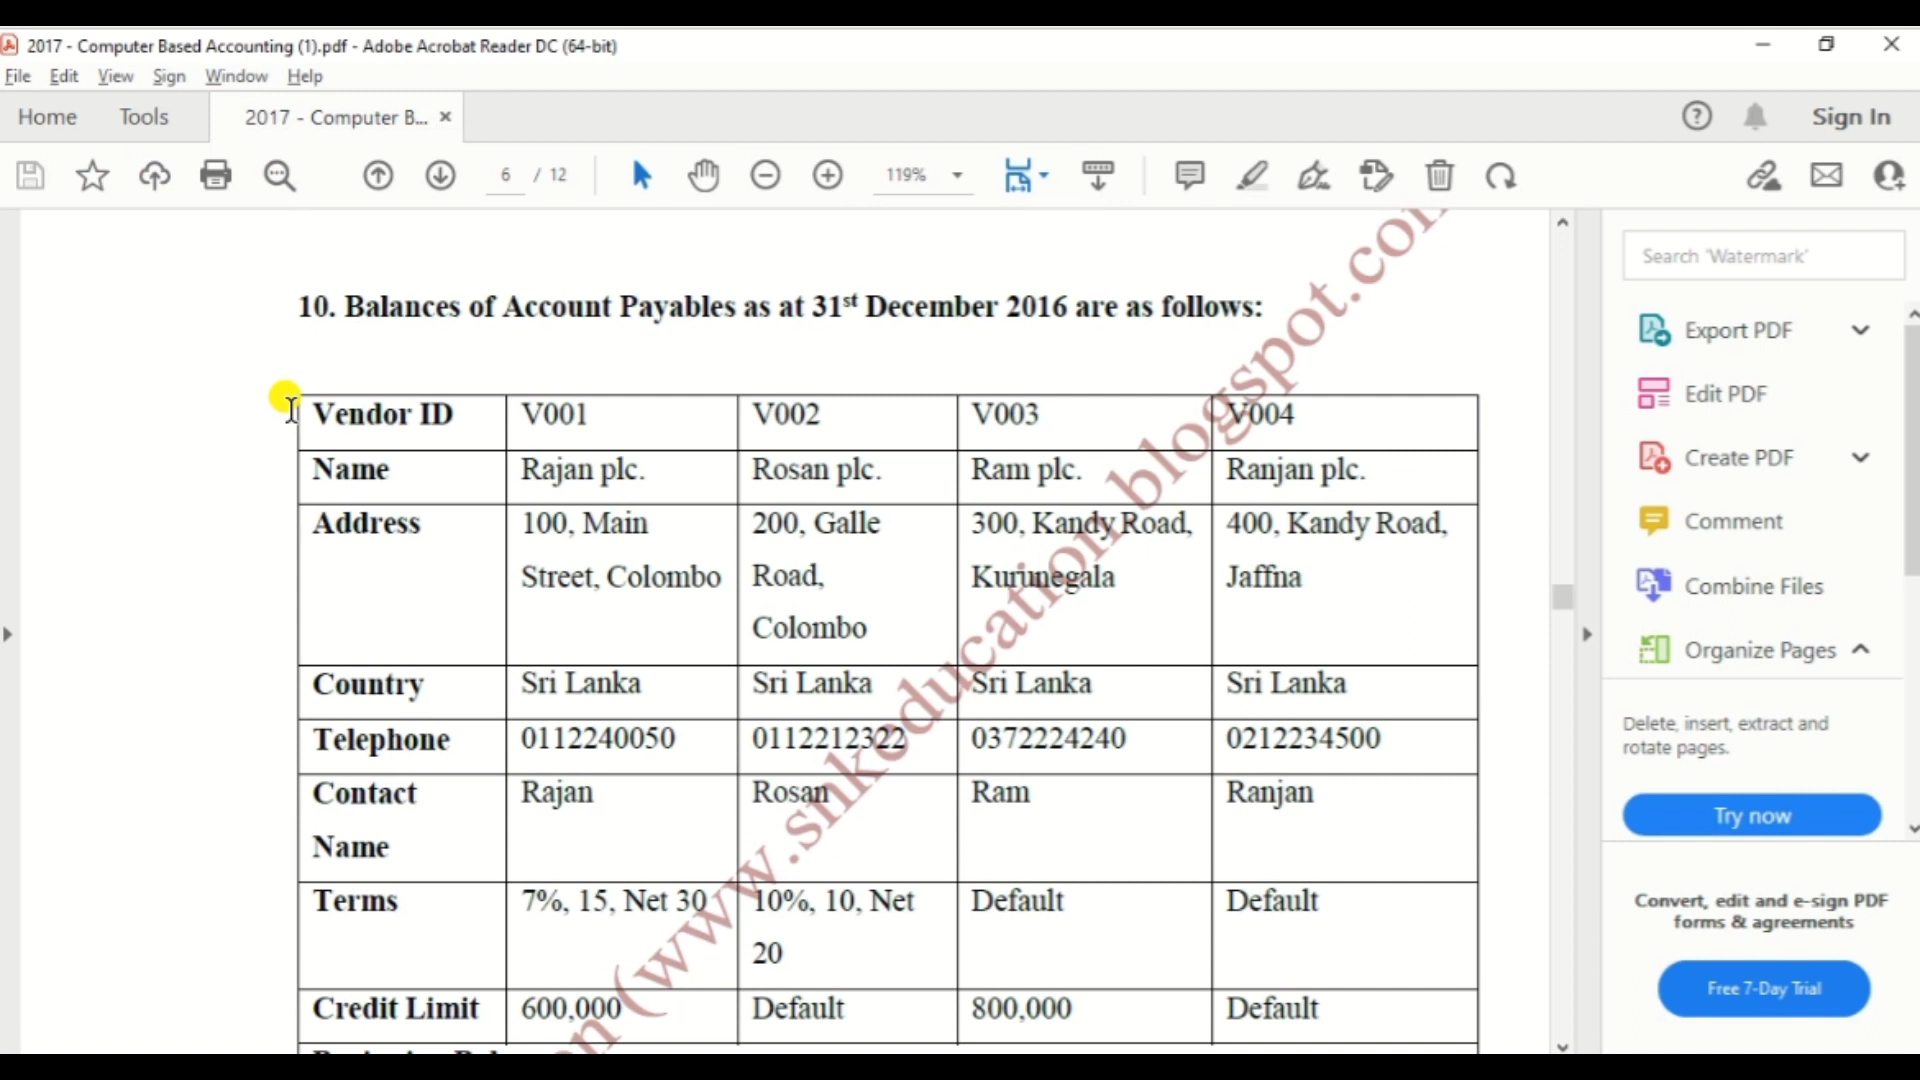 2017 - Computer Based Accounting (1).pdf - Adobe Acrobat Reader DC (64-bit)
File Edit View Sign Window Help
Home Tools 2017 - Computer B... × Sign In
6 / 12 119%
Search 'Watermark'
10. Balances of Account Payables as at 31st December 2016 are as follows:
Vendor ID V001 V002 V003 V004
Name Rajan plc. Rosan plc. Ram plc. Ranjan plc.
Address 100, Main 200, Galle 300, Kandy Road, 400, Kandy Road,
Street, Colombo Road, Kurunegala Jaffna
Colombo
Country Sri Lanka Sri Lanka Sri Lanka Sri Lanka
Telephone 0112240050 0112212322 0372224240 0212234500
Contact Rajan Rosan Ram Ranjan
Name
Terms 7%, 15, Net 30 10%, 10, Net Default Default
20
Credit Limit 600,000 Default 800,000 Default
(www.snkeducation.blogspot.com
Export PDF
Edit PDF
Create PDF
Comment
Combine Files
Organize Pages
Delete, insert, extract and
rotate pages.
Try now
Convert, edit and e-sign PDF
forms & agreements
Free 7-Day Trial